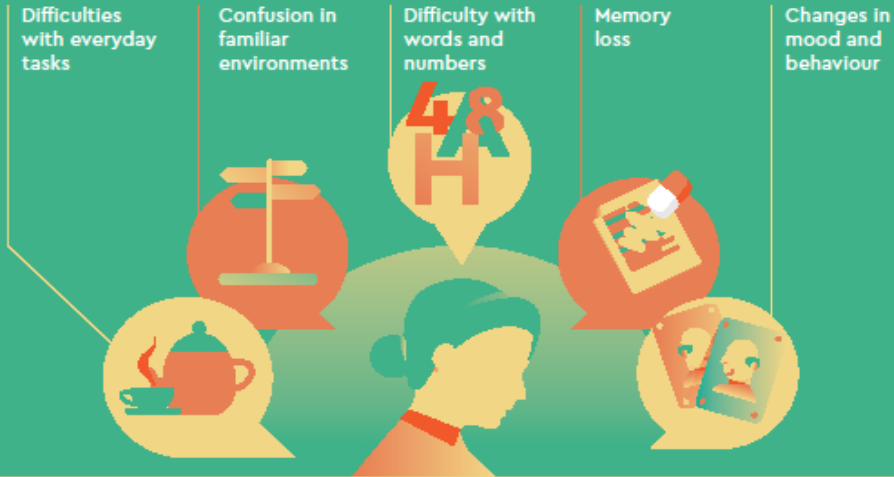 Difficulties
with everyday
tasks
Confusion in
familiar
environments
Difficulty with
words and
numbers
Memory
loss
Changes in
mood and
behaviour
4 A 8
H